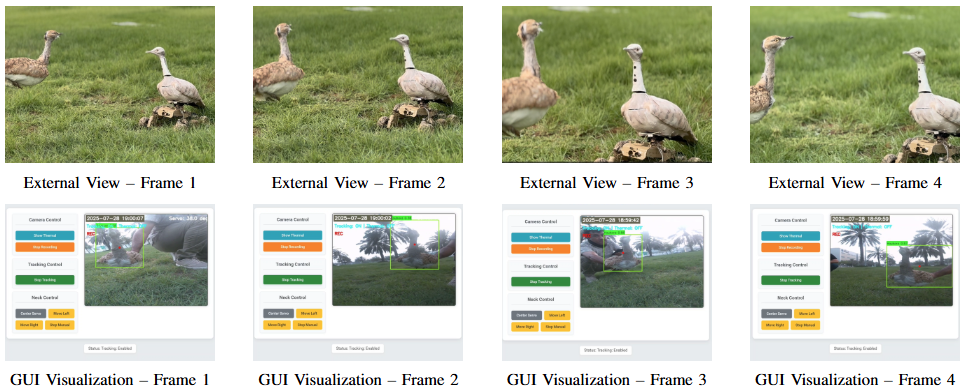 External View – Frame 1
External View – Frame 2
External View – Frame 3
External View – Frame 4
Camera Control
Show Thermal
Stop Recording
Tracking Control
Stop Tracking
Neck Control
Center Servo
Move Left
Move Right
Stop Manual
2025-07-26 19:00:07
Status: Tracking Enabled
Camera Control
Show Thermal
Stop Recording
Tracking Control
Stop Tracking
Neck Control
Center Servo
Move Left
Move Right
Stop Manual
2025-07-26 19:00:02
Status: Tracking Enabled
Camera Control
Show Thermal
Stop Recording
Tracking Control
Stop Tracking
Neck Control
Center Servo
Move Left
Move Right
Stop Manual
2025-07-26 18:59:42
Status: Tracking Enabled
Camera Control
Show Thermal
Stop Recording
Tracking Control
Stop Tracking
Neck Control
Center Servo
Move Left
Move Right
Stop Manual
2025-07-26 18:59:59
Status: Tracking Enabled
GUI Visualization – Frame 1
GUI Visualization – Frame 2
GUI Visualization – Frame 3
GUI Visualization – Frame 4